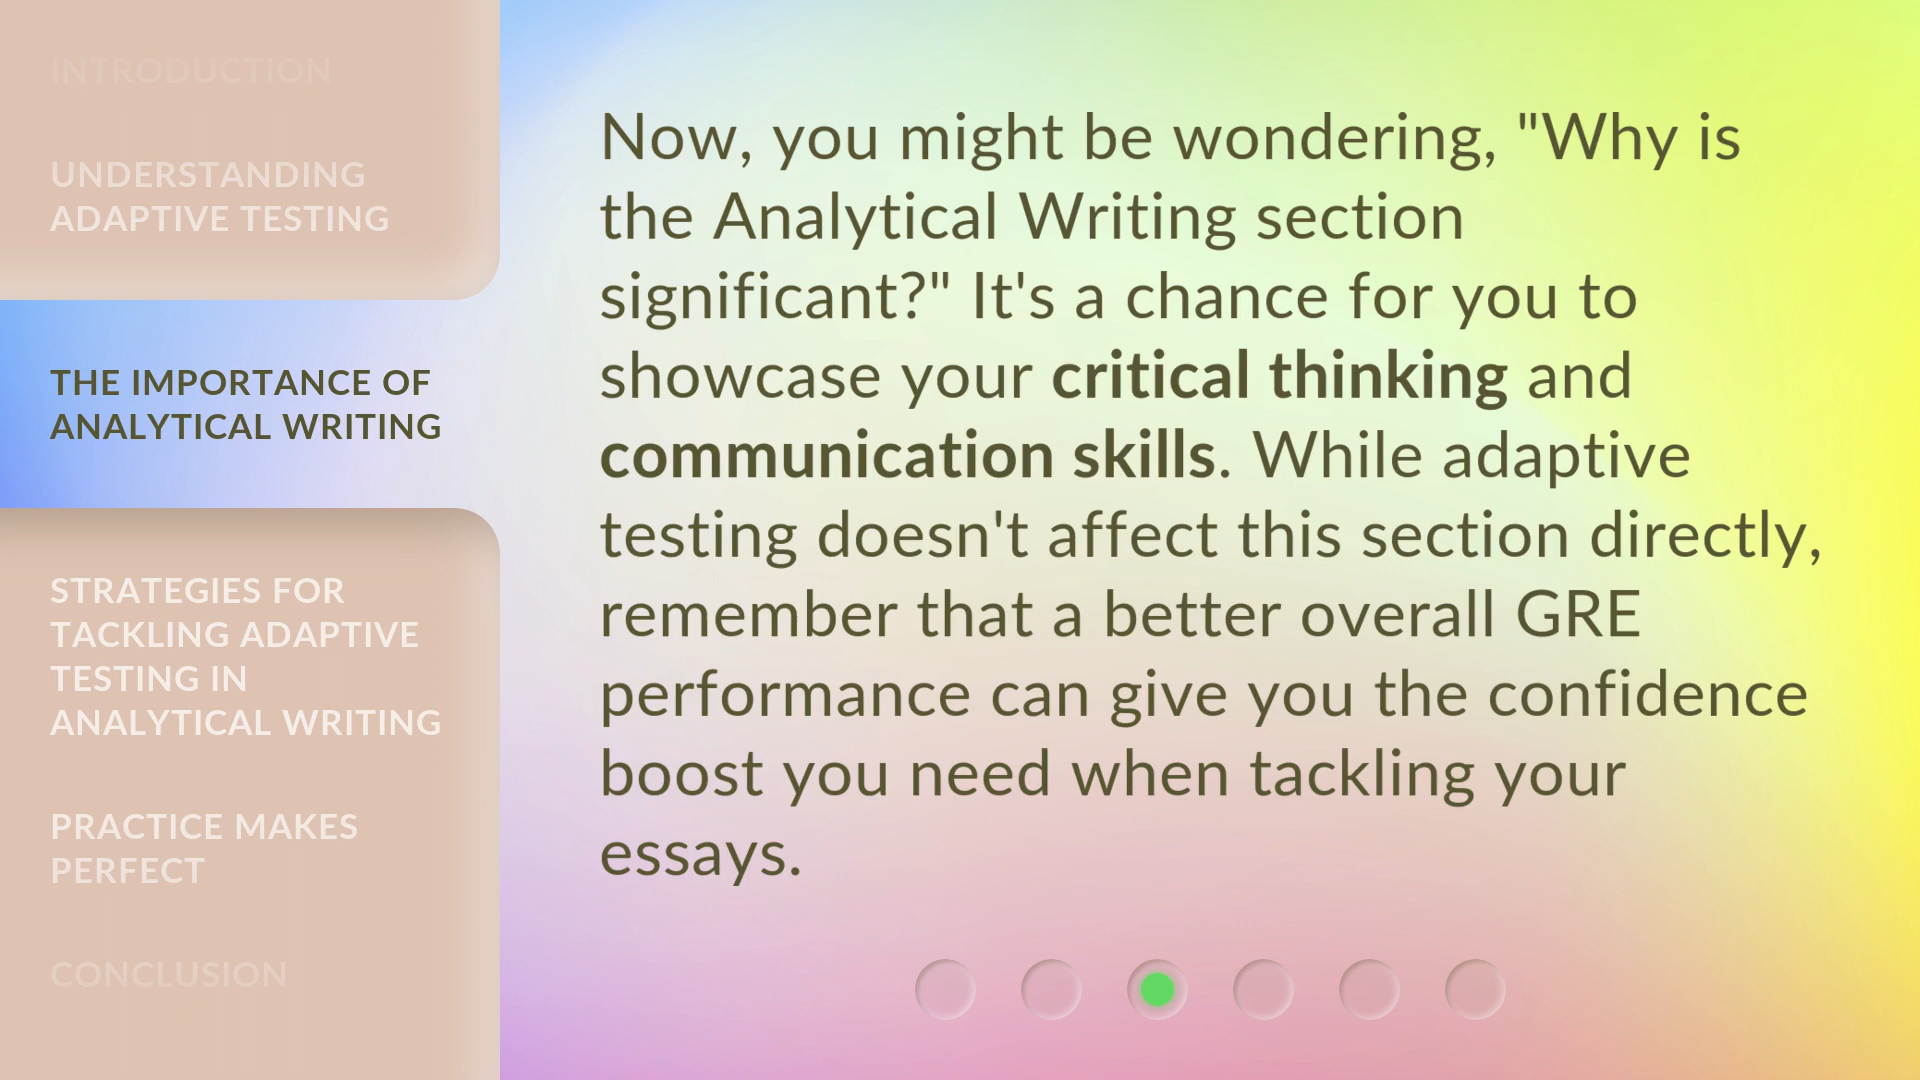 INTRODUCTION
UNDERSTANDING
ADAPTIVE TESTING
THE IMPORTANCE OF
ANALYTICAL WRITING
STRATEGIES FOR
TACKLING ADAPTIVE
TESTING IN
ANALYTICAL WRITING
PRACTICE MAKES
PERFECT
CONCLUSION
Now, you might be wondering, "Why is
the Analytical Writing section
significant?" It's a chance for you to
showcase your critical thinking and
communication skills. While adaptive
testing doesn't affect this section directly,
remember that a better overall GRE
performance can give you the confidence
boost you need when tackling your
essays.